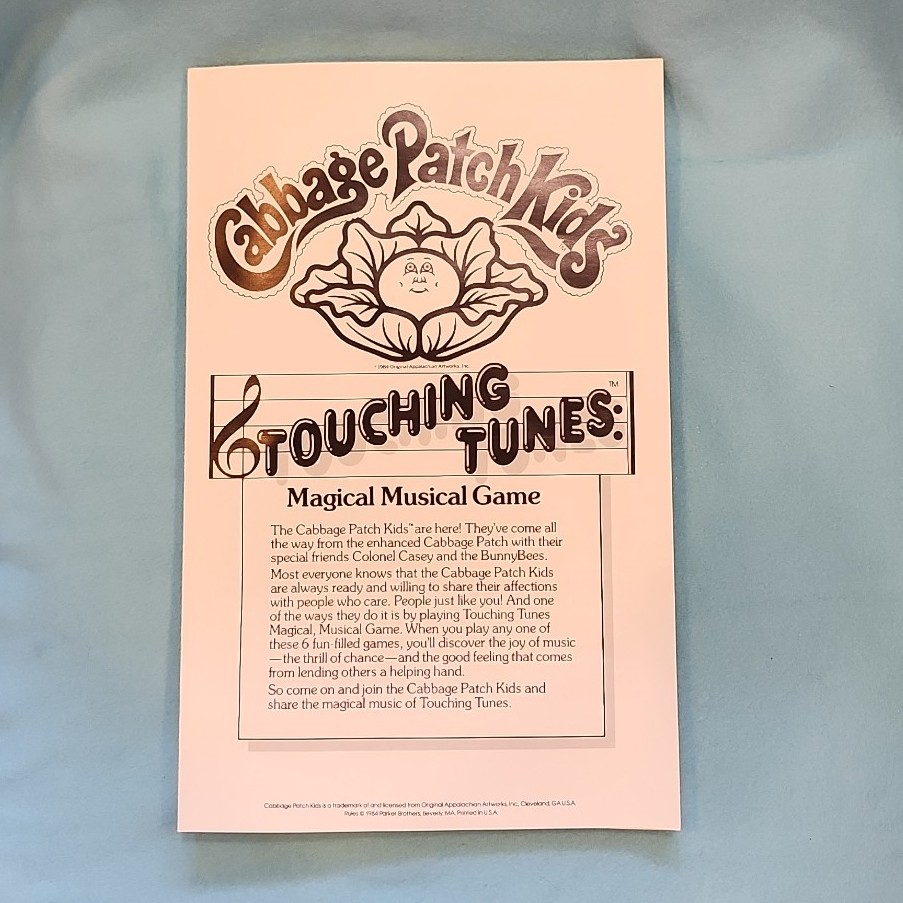 Cabbage Patch Kids™
©1984 Original Appalachian Artworks, Inc.
TOUCHING
TUNES:™
Magical Musical Game
The Cabbage Patch Kids™ are here! They've come all
the way from the enhanced Cabbage Patch with their
special friends Colonel Casey and the BunnyBees.
Most everyone knows that the Cabbage Patch Kids
are always ready and willing to share their affections
with people who care. People just like you! And one
of the ways they do it is by playing Touching Tunes
Magical, Musical Game. When you play any one of
these 6 fun-filled games, you'll discover the joy of music
—the thrill of chance—and the good feeling that comes
from lending others a helping hand.
So come on and join the Cabbage Patch Kids and
share the magical music of Touching Tunes.
Cabbage Patch Kids is a trademark of and licensed from Original Appalachian Artworks, Inc., Cleveland, GA U.S.A.
Rules © 1984 Parker Brothers, Beverly, MA. Printed in U.S.A.